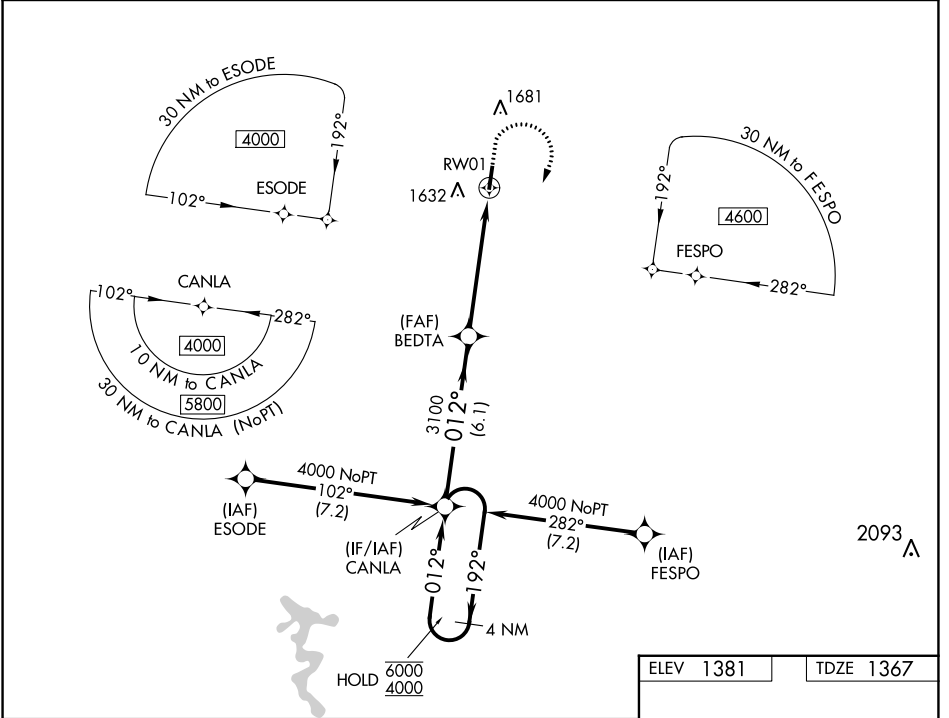 30 NM to ESODE
4000
192°
102°
ESODE
1681
RW01
1632
30 NM to FESPO
192°
4600
FESPO
282°
CANLA
102°
282°
4000
10 NM to CANLA
5800
30 NM to CANLA (NoPT)
(FAF)
BEDTA
3100
012°
(6.1)
4000 NoPT
102°
(7.2)
(IAF)
ESODE
(IF/IAF)
CANLA
4000 NoPT
282°
(7.2)
(IAF)
FESPO
2093
012°
192°
4 NM
HOLD
6000
4000
ELEV 1381
TDZE 1367